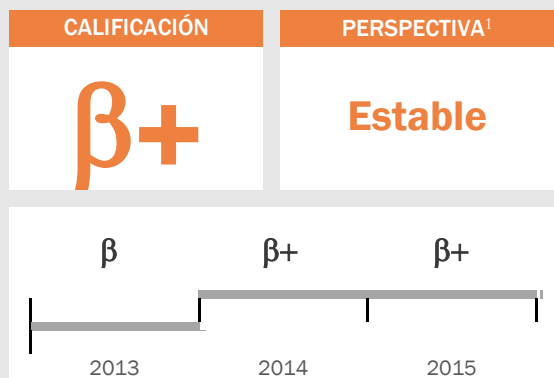 CALIFICACIÓN
PERSPECTIVA¹
β+
Estable
β β+ β+
2013 2014 2015